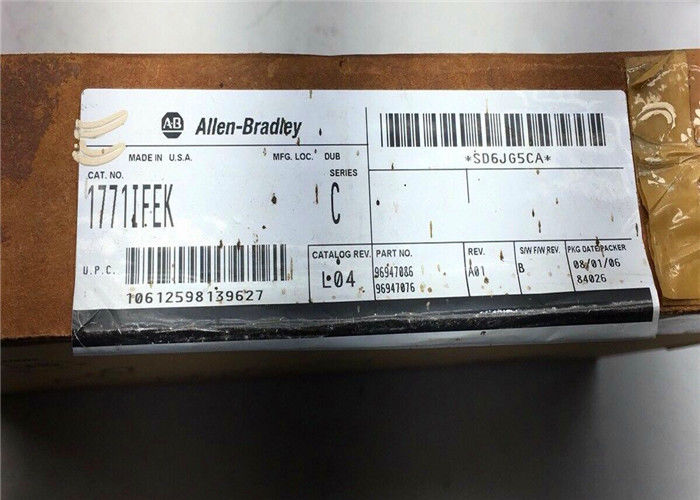 AB Allen-Bradley
MADE IN U.S.A. MFG. LOC. DUB
*SD6JG5CA*
CAT. NO. SERIES
1771IFEK C
U.P.C.
10612598139627
CATALOG REV. PART NO. REV. S/W F/W REV. PKG DATE/PACKER
L04 96947086 A01 B 08/01/06
96947076 84026